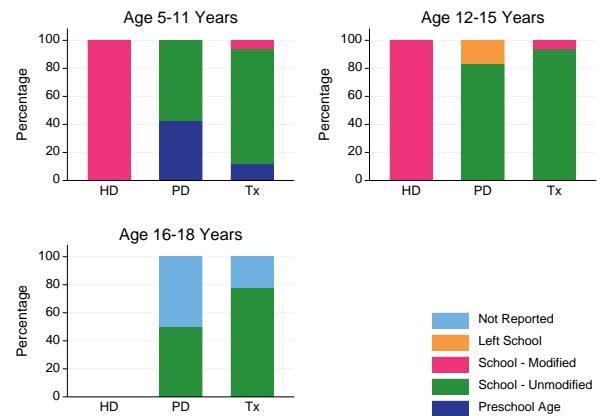 Age 5-11 Years
Percentage
100
80
60
40
20
0
HD PD Tx
Age 12-15 Years
Percentage
100
80
60
40
20
0
HD PD Tx
Age 16-18 Years
Percentage
100
80
60
40
20
0
HD PD Tx
Not Reported
Left School
School - Modified
School - Unmodified
Preschool Age